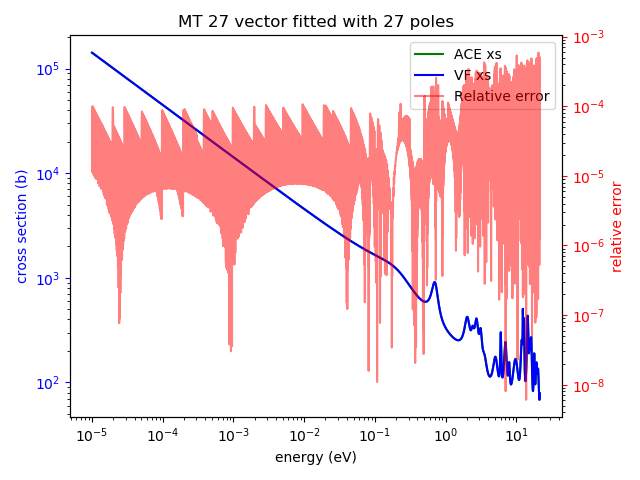 MT 27 vector fitted with 27 poles
ACE xs
VF xs
Relative error
cross section (b)
10^5
10^4
10^3
10^2
10^-3
10^-4
10^-5
10^-6
10^-7
10^-8
relative error
10^-5 10^-4 10^-3 10^-2 10^-1 10^0 10^1
energy (eV)